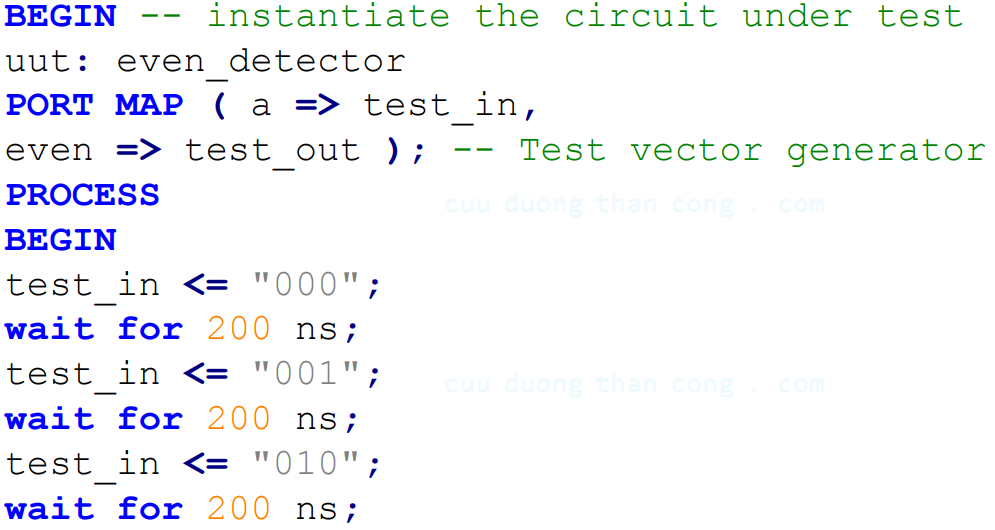 BEGIN -- instantiate the circuit under test
uut: even_detector
PORT MAP ( a => test_in,
even => test_out ); -- Test vector generator
PROCESS
cuu duong than cong . com
BEGIN
test_in <= "000";
wait for 200 ns;
test_in <= "001";
cuu duong than cong . com
wait for 200 ns;
test_in <= "010";
wait for 200 ns;